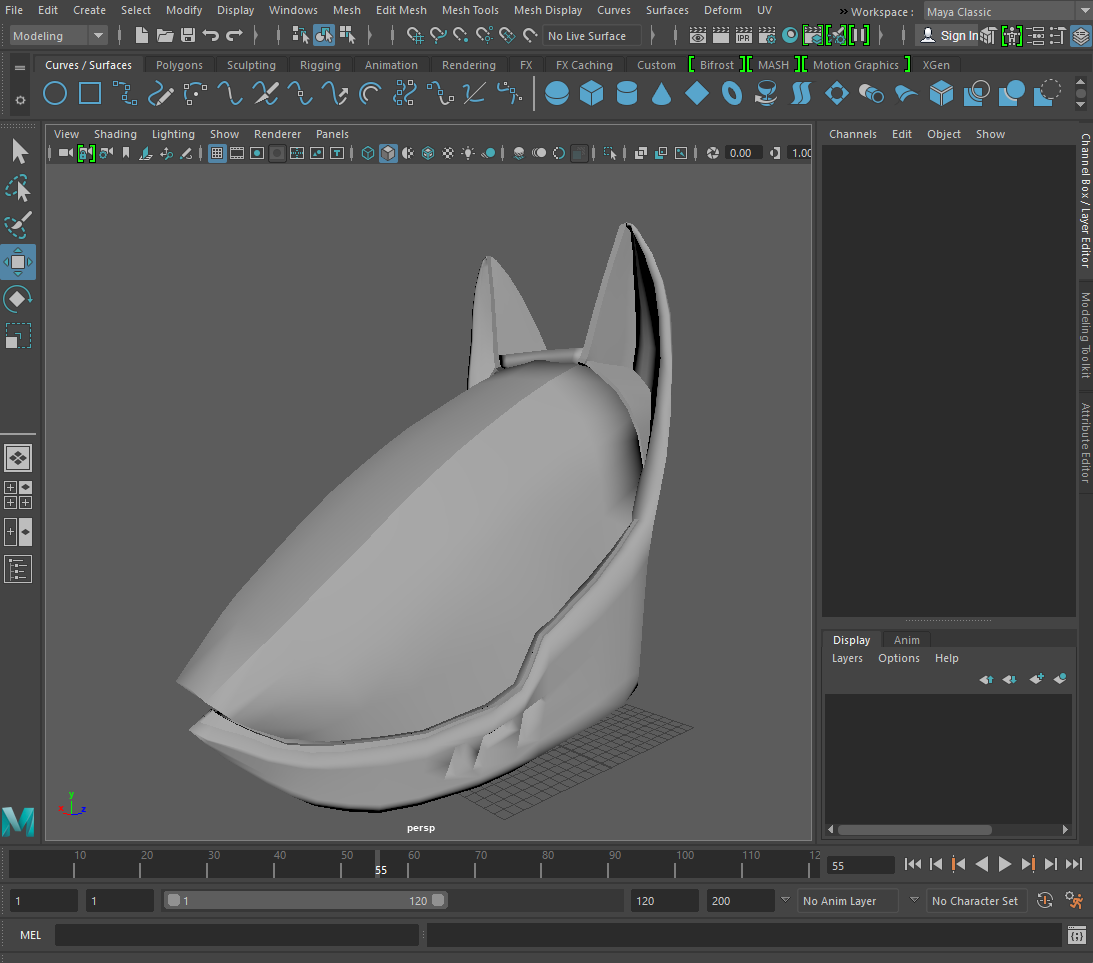 File Edit Create Select Modify Display Windows Mesh Edit Mesh Mesh Tools Mesh Display Curves Surfaces Deform UV
Workspace : Maya Classic
Modeling No Live Surface IPR Sign In
Curves / Surfaces Polygons Sculpting Rigging Animation Rendering FX FX Caching Custom Bifrost MASH Motion Graphics XGen
View Shading Lighting Show Renderer Panels
0.00 1.00
Channels Edit Object Show
Channel Box / Layer Editor
Modeling Toolkit
Attribute Editor
y
x z
persp
Display Anim
Layers Options Help
10 20 30 40 50 60 70 80 90 100 110 12
55
55
1 1 1 120 120 200 No Anim Layer No Character Set
MEL